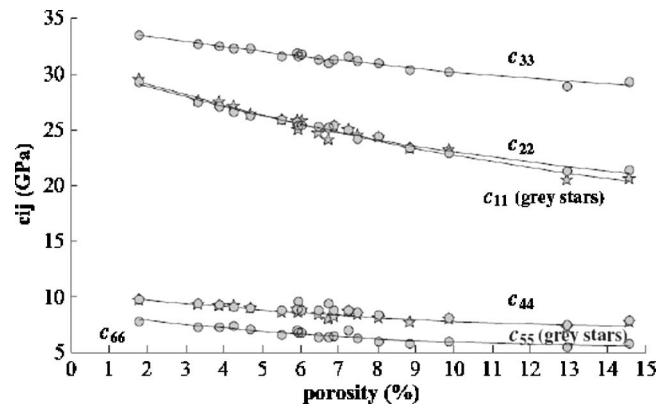 35
30
25
20
15
10
5
cij (GPa)
c33
c22
c11 (grey stars)
c44
c66
c55 (grey stars)
0 1 2 3 4 5 6 7 8 9 10 11 12 13 14 15
porosity (%)